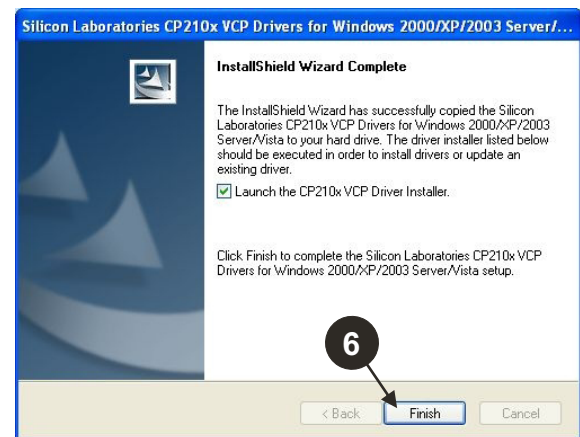 Silicon Laboratories CP210x VCP Drivers for Windows 2000/XP/2003 Server/...
InstallShield Wizard Complete
The InstallShield Wizard has successfully copied the Silicon
Laboratories CP210x VCP Drivers for Windows 2000/XP/2003
Server/Vista to your hard drive. The driver installer listed below
should be executed in order to install drivers or update an
existing driver.
Launch the CP210x VCP Driver Installer.
Click Finish to complete the Silicon Laboratories CP210x VCP
Drivers for Windows 2000/XP/2003 Server/Vista setup.
6
< Back Finish Cancel